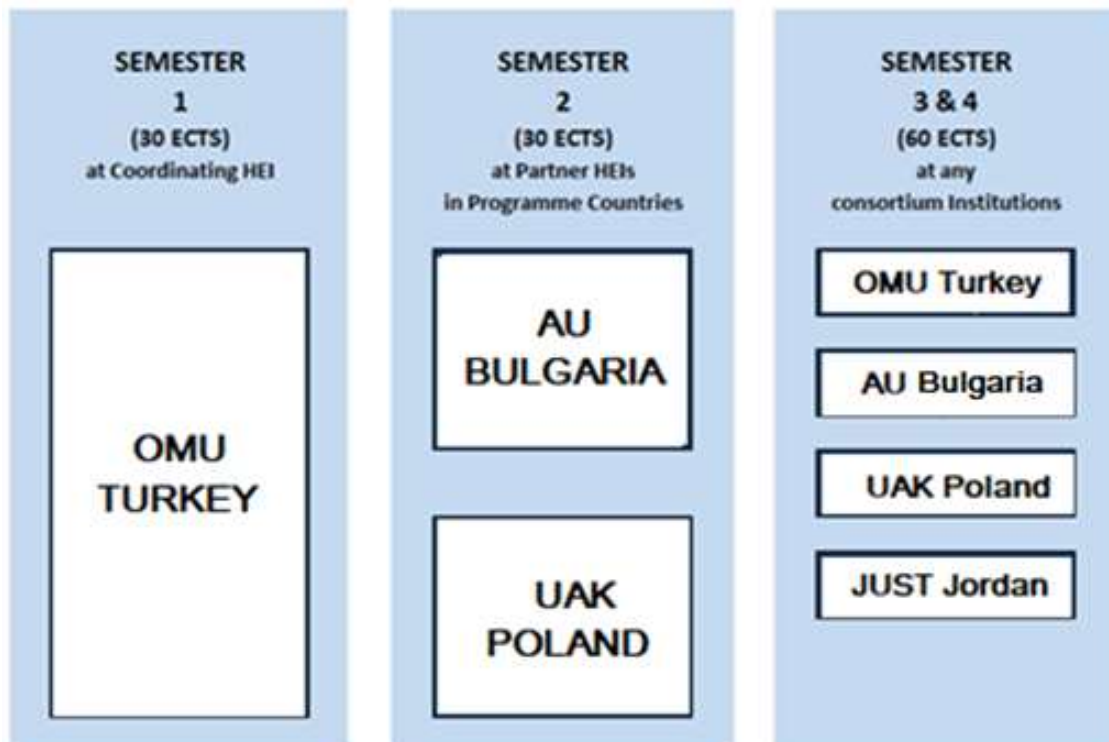 SEMESTER
1
(30 ECTS)
at Coordinating HEI
OMU
TURKEY
SEMESTER
2
(30 ECTS)
at Partner HEIs
in Programme Countries
AU
BULGARIA
UAK
POLAND
SEMESTER
3 & 4
(60 ECTS)
at any
consortium Institutions
OMU Turkey
AU Bulgaria
UAK Poland
JUST Jordan